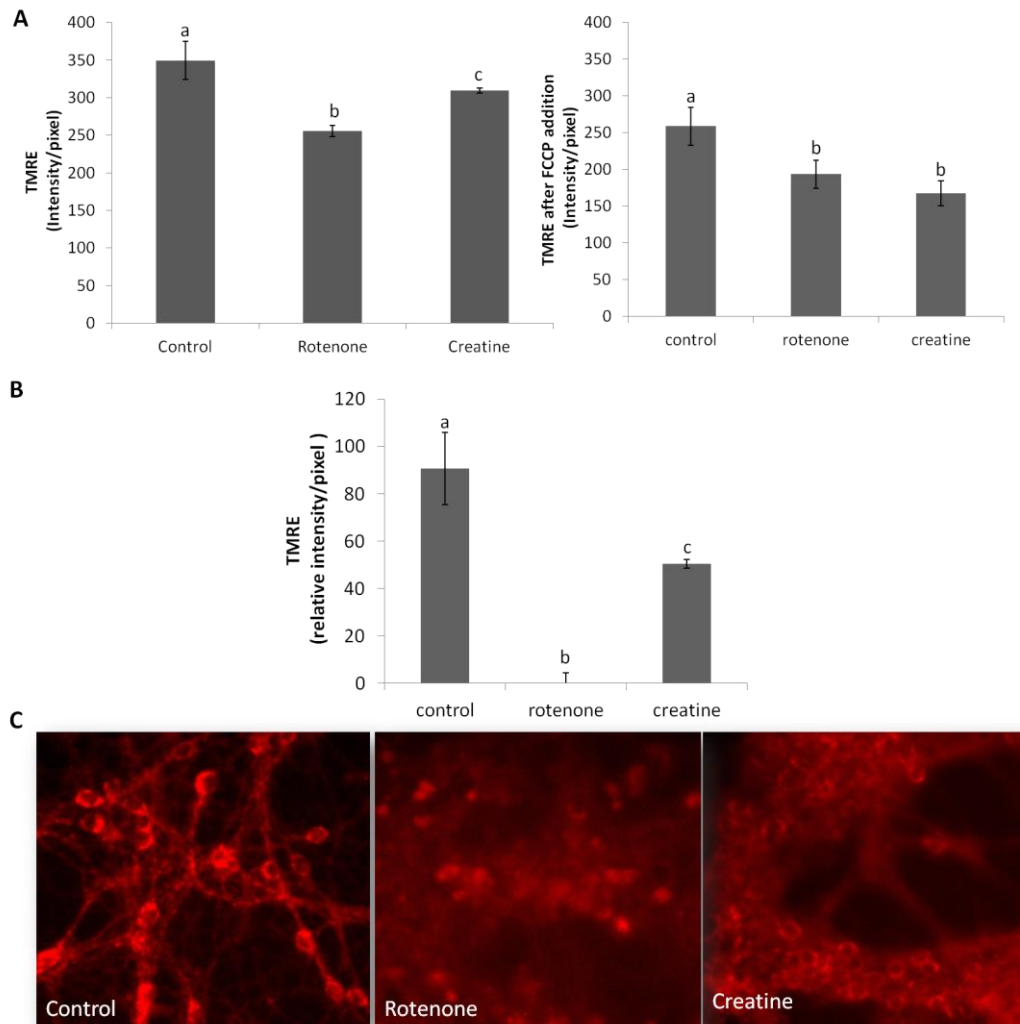 A
TMRE
(Intensity/pixel)
400
350
300
250
200
150
100
50
0
a
b
c
Control
Rotenone
Creatine
TMRE after FCCP addition
(Intensity/pixel)
400
350
300
250
200
150
100
50
0
a
b
b
control
rotenone
creatine
B
TMRE
(relative intensity/pixel )
120
100
80
60
40
20
0
a
b
c
control
rotenone
creatine
C
Control
Rotenone
Creatine